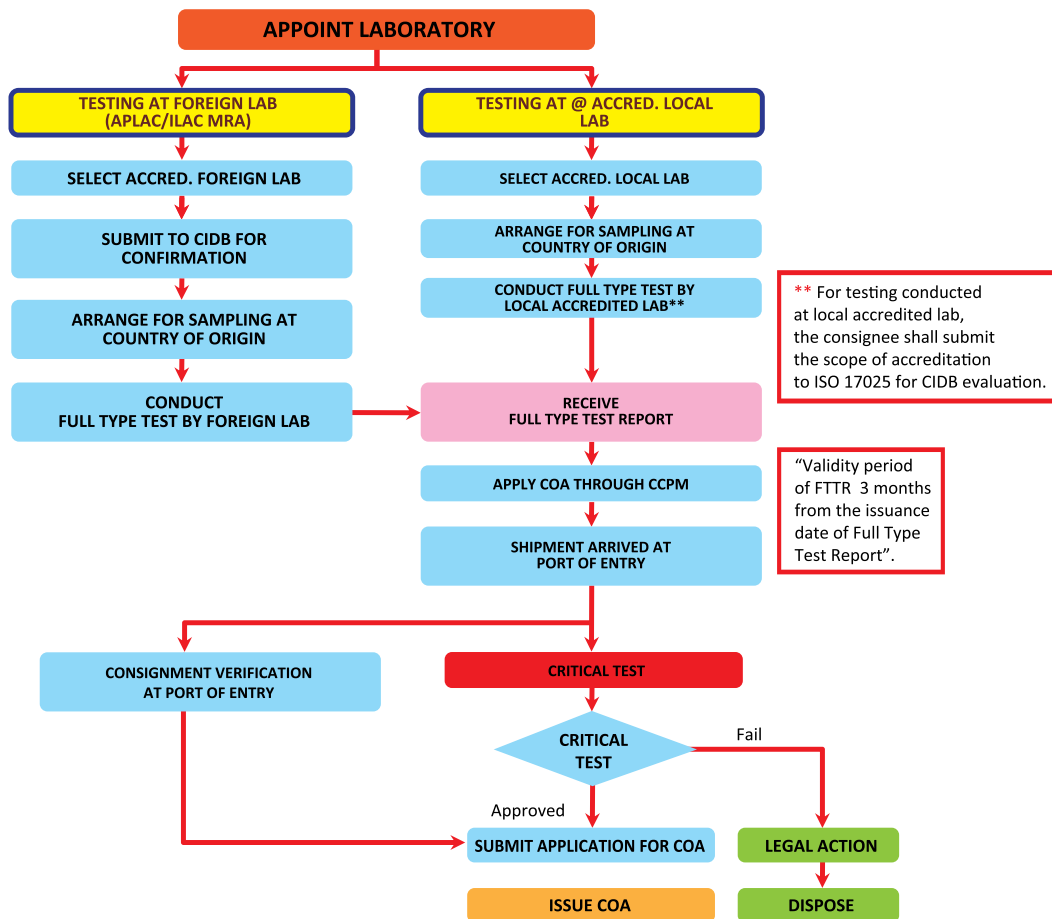 APPOINT LABORATORY
TESTING AT FOREIGN LAB
(APLAC/ILAC MRA)
TESTING AT @ ACCRED. LOCAL
LAB
SELECT ACCRED. FOREIGN LAB
SELECT ACCRED. LOCAL LAB
SUBMIT TO CIDB FOR
CONFIRMATION
ARRANGE FOR SAMPLING AT
COUNTRY OF ORIGIN
ARRANGE FOR SAMPLING AT
COUNTRY OF ORIGIN
CONDUCT FULL TYPE TEST BY
LOCAL ACCREDITED LAB**
** For testing conducted
at local accredited lab,
the consignee shall submit
the scope of accreditation
to ISO 17025 for CIDB evaluation.
CONDUCT
FULL TYPE TEST BY FOREIGN LAB
RECEIVE
FULL TYPE TEST REPORT
APPLY COA THROUGH CCPM
“Validity period
of FTTR 3 months
from the issuance
date of Full Type
Test Report”.
SHIPMENT ARRIVED AT
PORT OF ENTRY
CONSIGNMENT VERIFICATION
AT PORT OF ENTRY
CRITICAL TEST
CRITICAL
TEST
Fail
Approved
SUBMIT APPLICATION FOR COA
LEGAL ACTION
ISSUE COA
DISPOSE